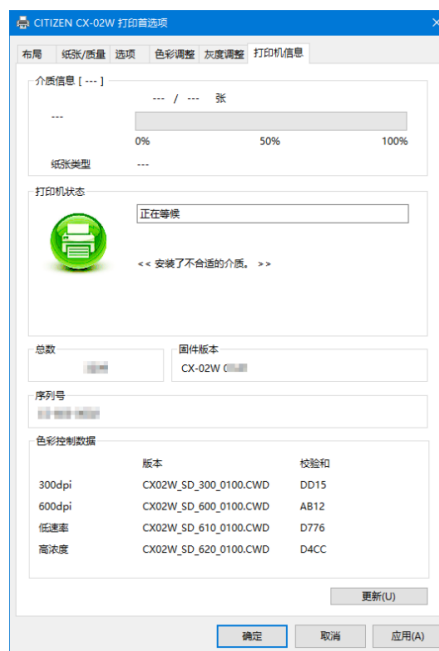 CITIZEN CX-02W 打印首选项
布局 纸张/质量 选项 色彩调整 灰度调整 打印机信息
介质信息 [ --- ]
--- / --- 张
---
0% 50% 100%
纸张类型 ---
打印机状态
正在等候
<< 安装了不合适的介质。 >>
总数 固件版本
CX-02W
序列号
色彩控制数据
版本 校验和
300dpi CX02W_SD_300_0100.CWD DD15
600dpi CX02W_SD_600_0100.CWD AB12
低速率 CX02W_SD_610_0100.CWD D776
高浓度 CX02W_SD_620_0100.CWD D4CC
更新(U)
确定 取消 应用(A)